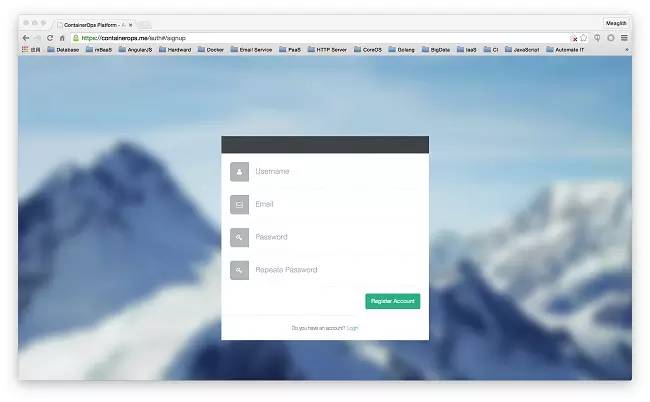 ContainerOps Platform - A
Meaglith
https://containerops.me/auth#/signup
应用 Database mBaaS AngularJS Hardward Docker Email Service PaaS HTTP Server CoreOS Golang BigData IaaS CI JavaScript Automate IT »
Username
Email
Password
Repeate Password
Register Account
Do you have an account? Login